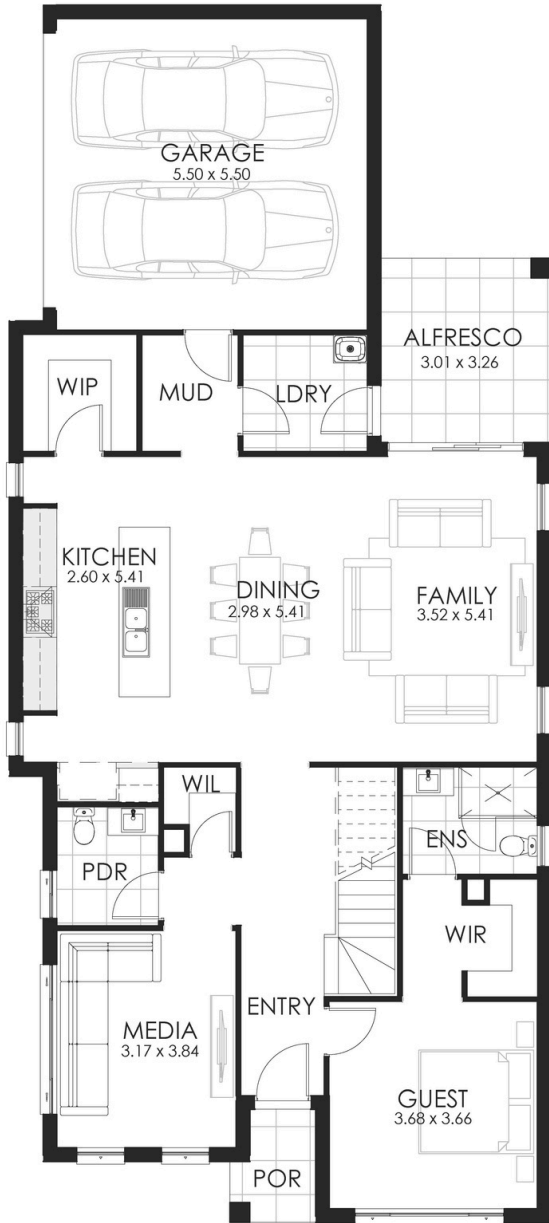 GARAGE
5.50 x 5.50
ALFRESCO
3.01 x 3.26
WIP
MUD
LDRY
KITCHEN
2.60 x 5.41
DINING
2.98 x 5.41
FAMILY
3.52 x 5.41
WIL
PDR
ENS
WIR
ENTRY
MEDIA
3.17 x 3.84
GUEST
3.68 x 3.66
POR